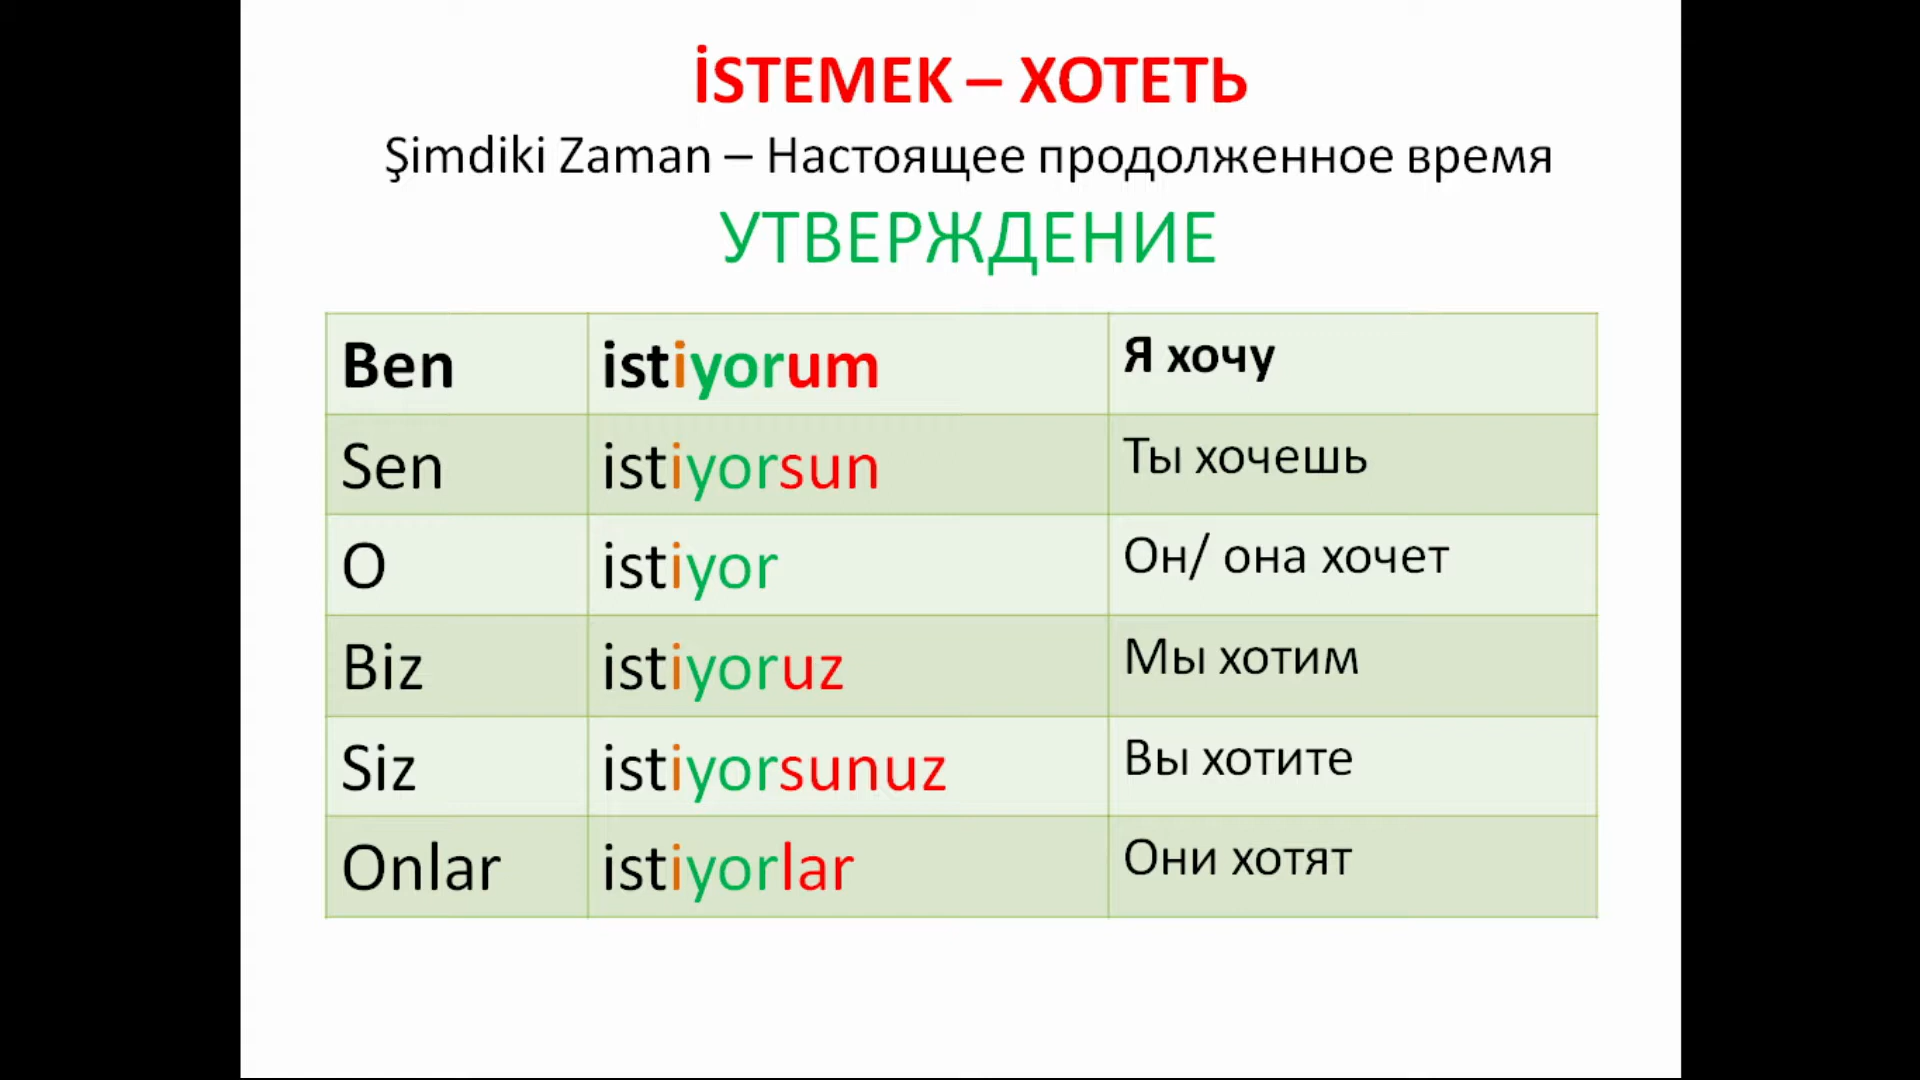 İSTEMEK – ХОТЕТЬ
Şimdiki Zaman – Настоящее продолженное время
УТВЕРЖДЕНИЕ
Ben istiyorum Я хочу
Sen istiyorsun Ты хочешь
O istiyor Он/ она хочет
Biz istiyoruz Мы хотим
Siz istiyorsunuz Вы хотите
Onlar istiyorlar Они хотят